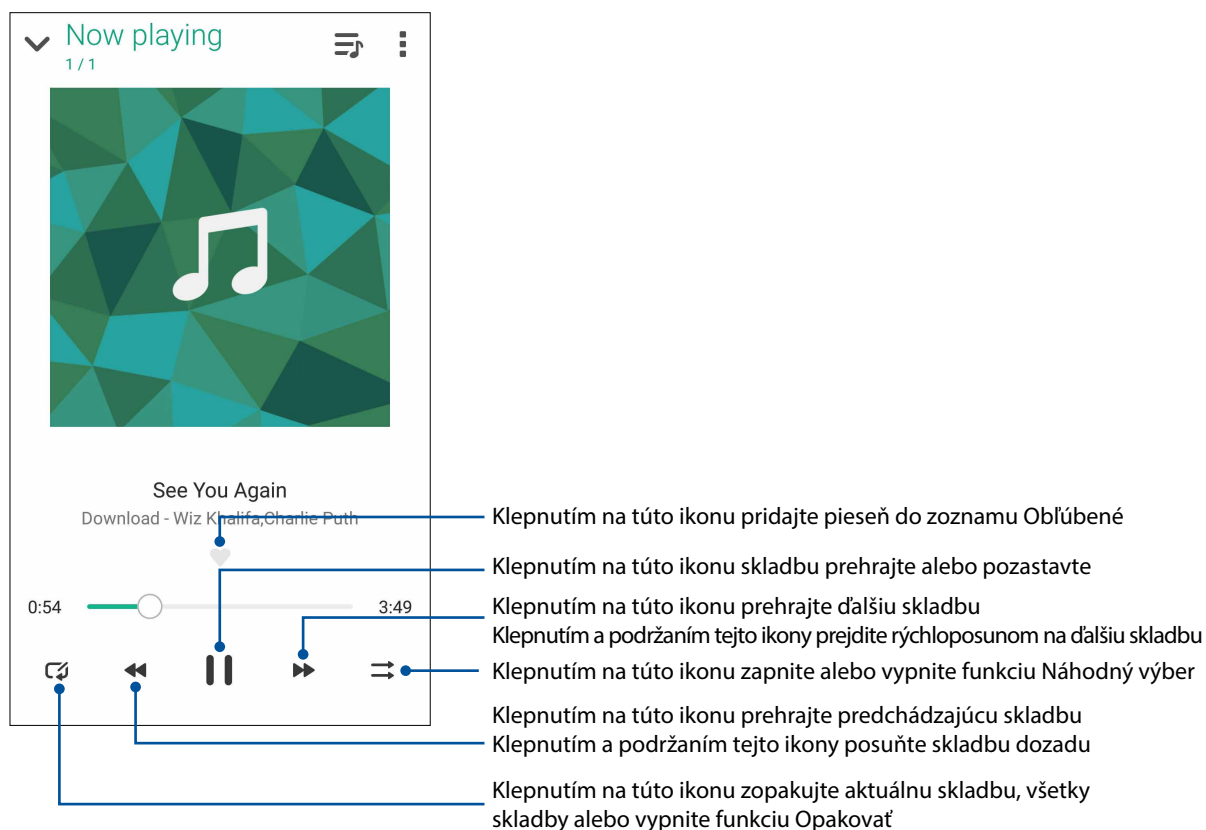 Now playing
1 / 1
See You Again
Download - Wiz Khalifa,Charlie Puth
0:54
3:49
Klepnutím na túto ikonu pridajte pieseň do zoznamu Obľúbené
Klepnutím na túto ikonu skladbu prehrajte alebo pozastavte
Klepnutím na túto ikonu prehrajte ďalšiu skladbu
Klepnutím a podržaním tejto ikony prejdite rýchloposunom na ďalšiu skladbu
Klepnutím na túto ikonu zapnite alebo vypnite funkciu Náhodný výber
Klepnutím na túto ikonu prehrajte predchádzajúcu skladbu
Klepnutím a podržaním tejto ikony posuňte skladbu dozadu
Klepnutím na túto ikonu zopakujte aktuálnu skladbu, všetky
skladby alebo vypnite funkciu Opakovať